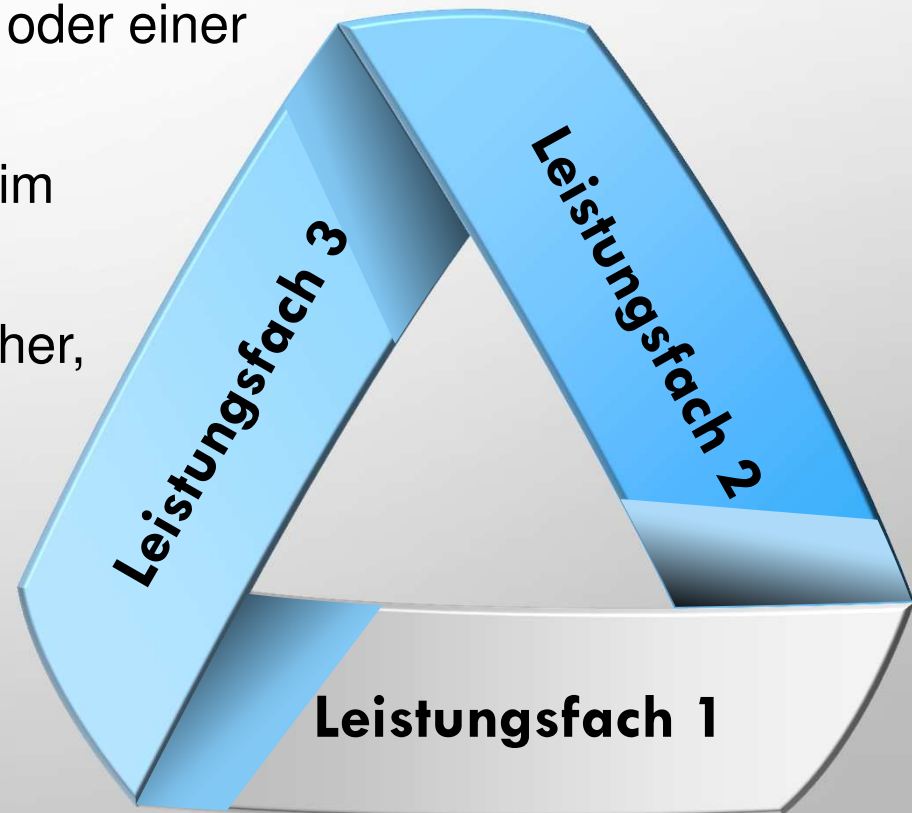 oder einer
im
her,
Leistungsfach 3
Leistungsfach 2
Leistungsfach 1